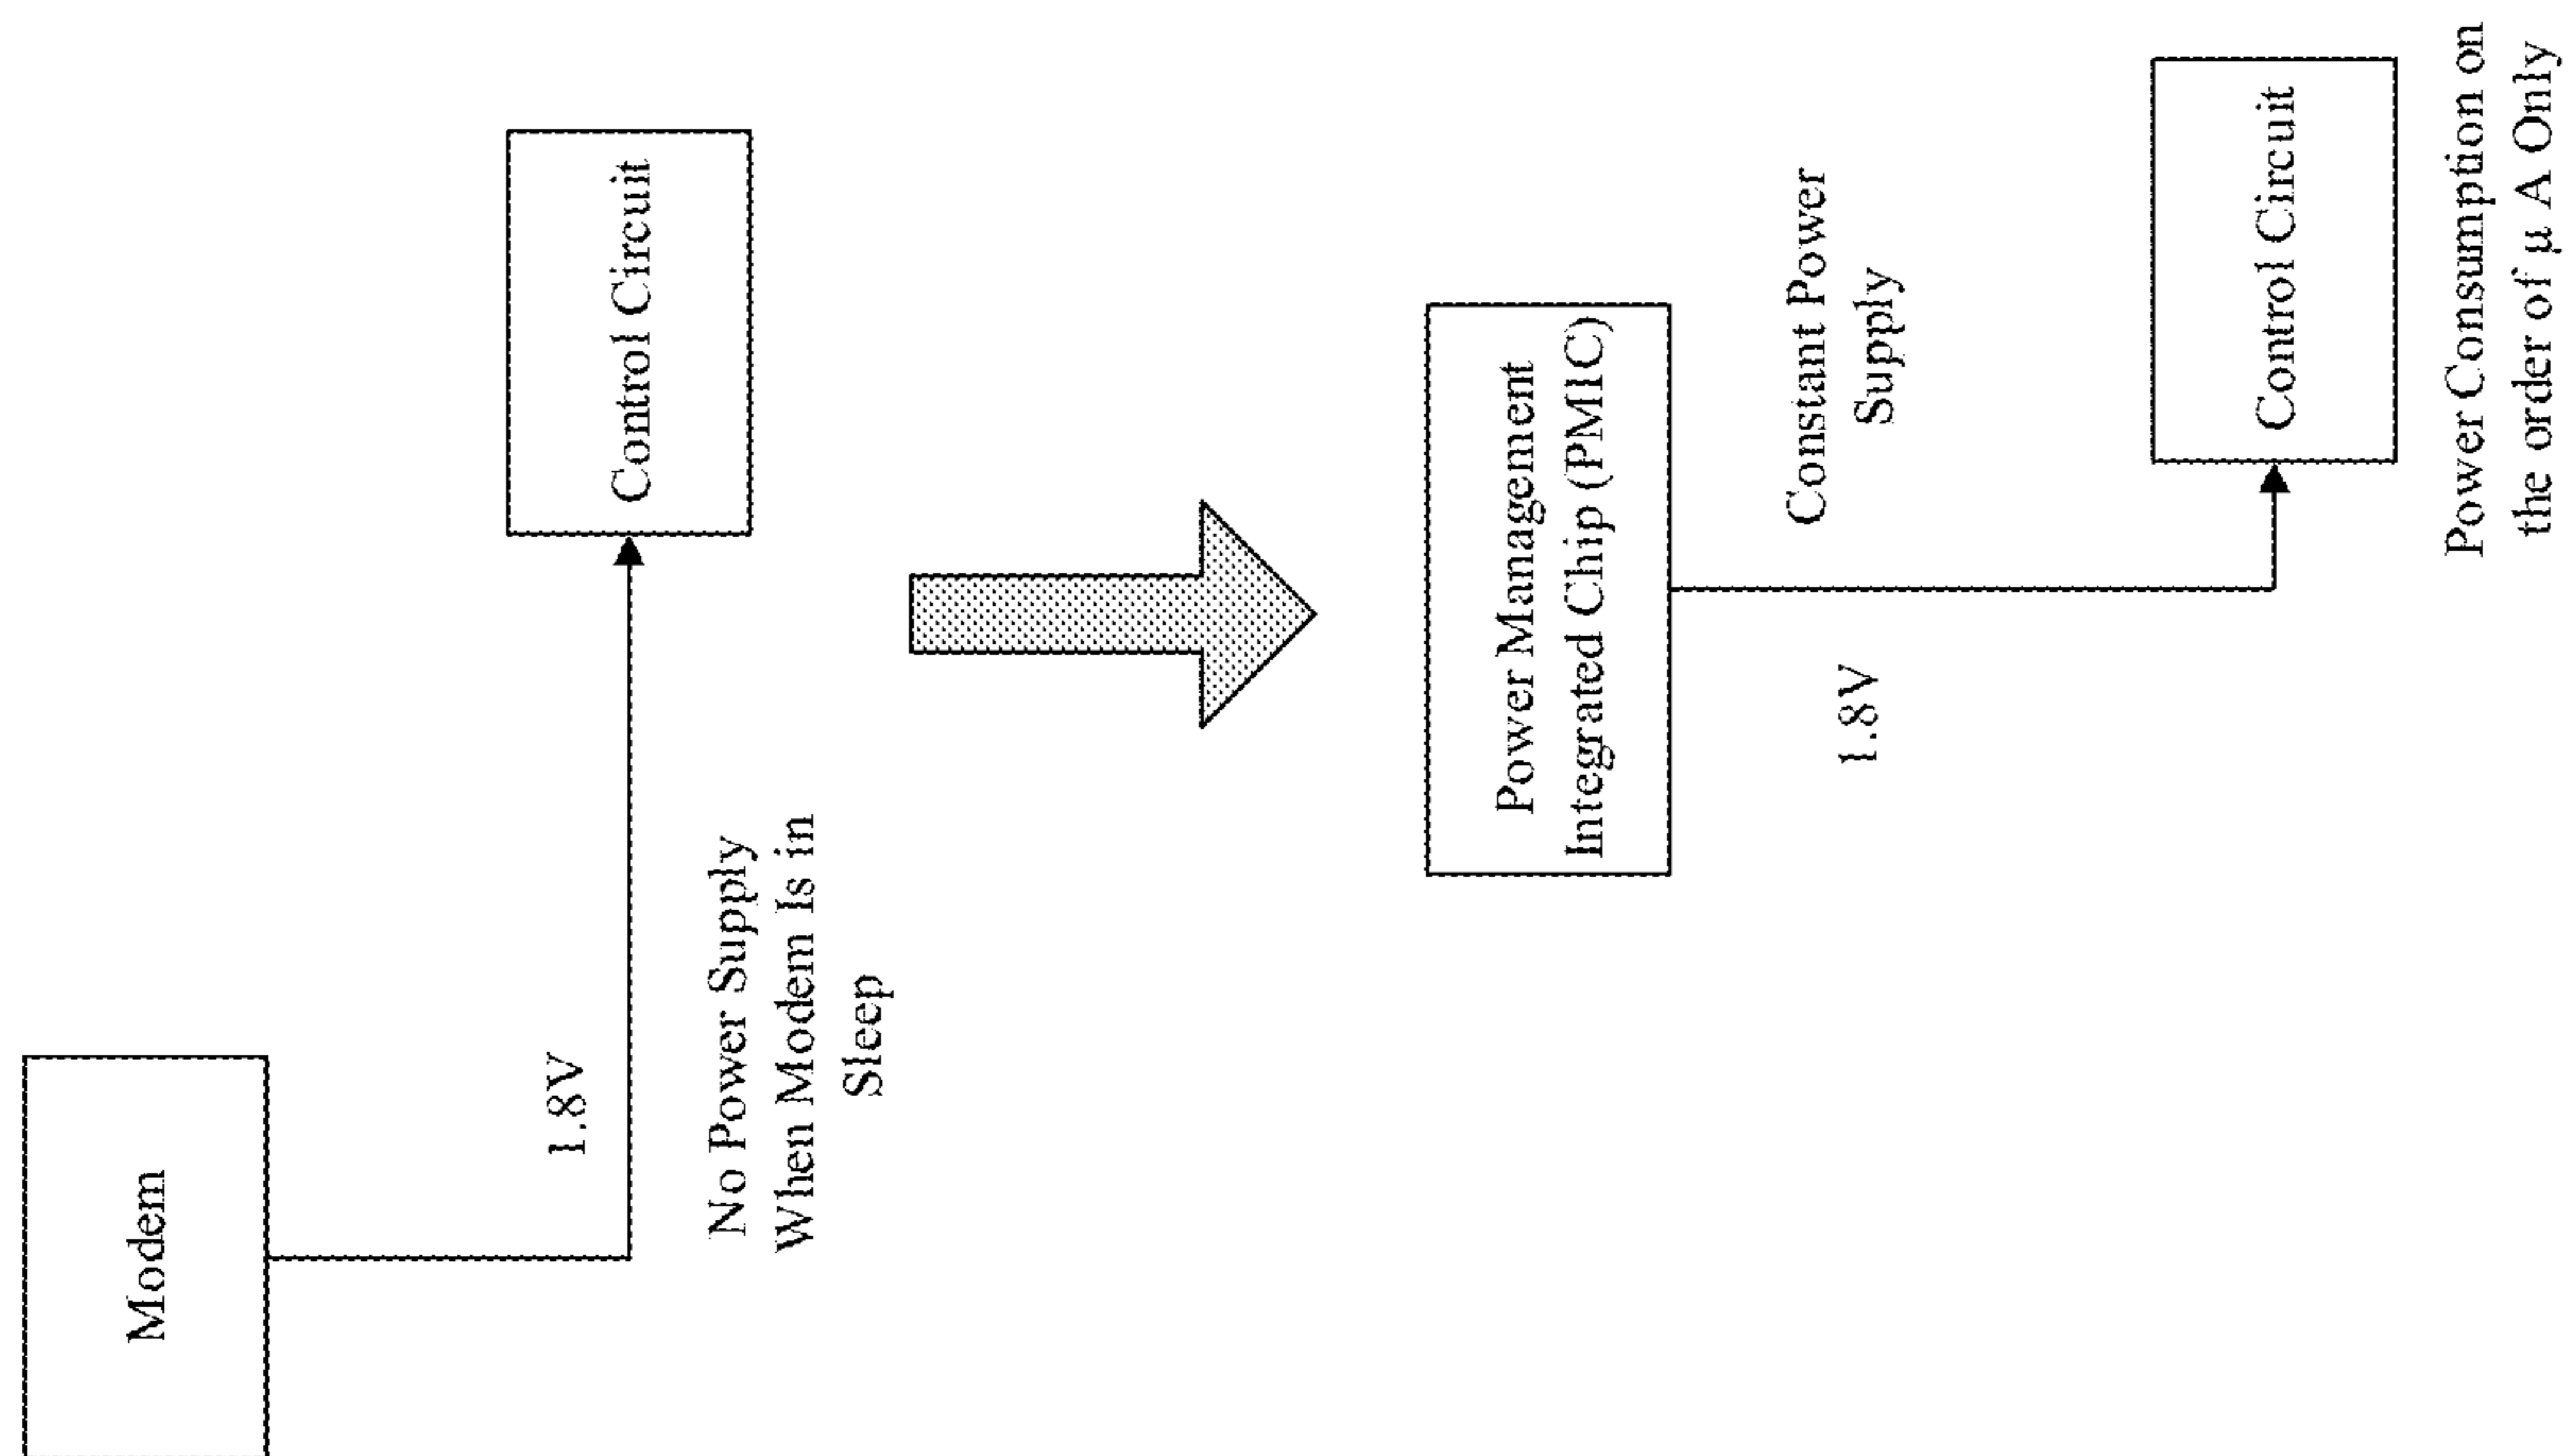 Modem
1.8V
Control Circuit
No Power Supply
When Modem Is in
Sleep
Power Management
Integrated Chip (PMIC)
1.8V
Constant Power
Supply
Control Circuit
Power Consumption on
the order of μ A Only